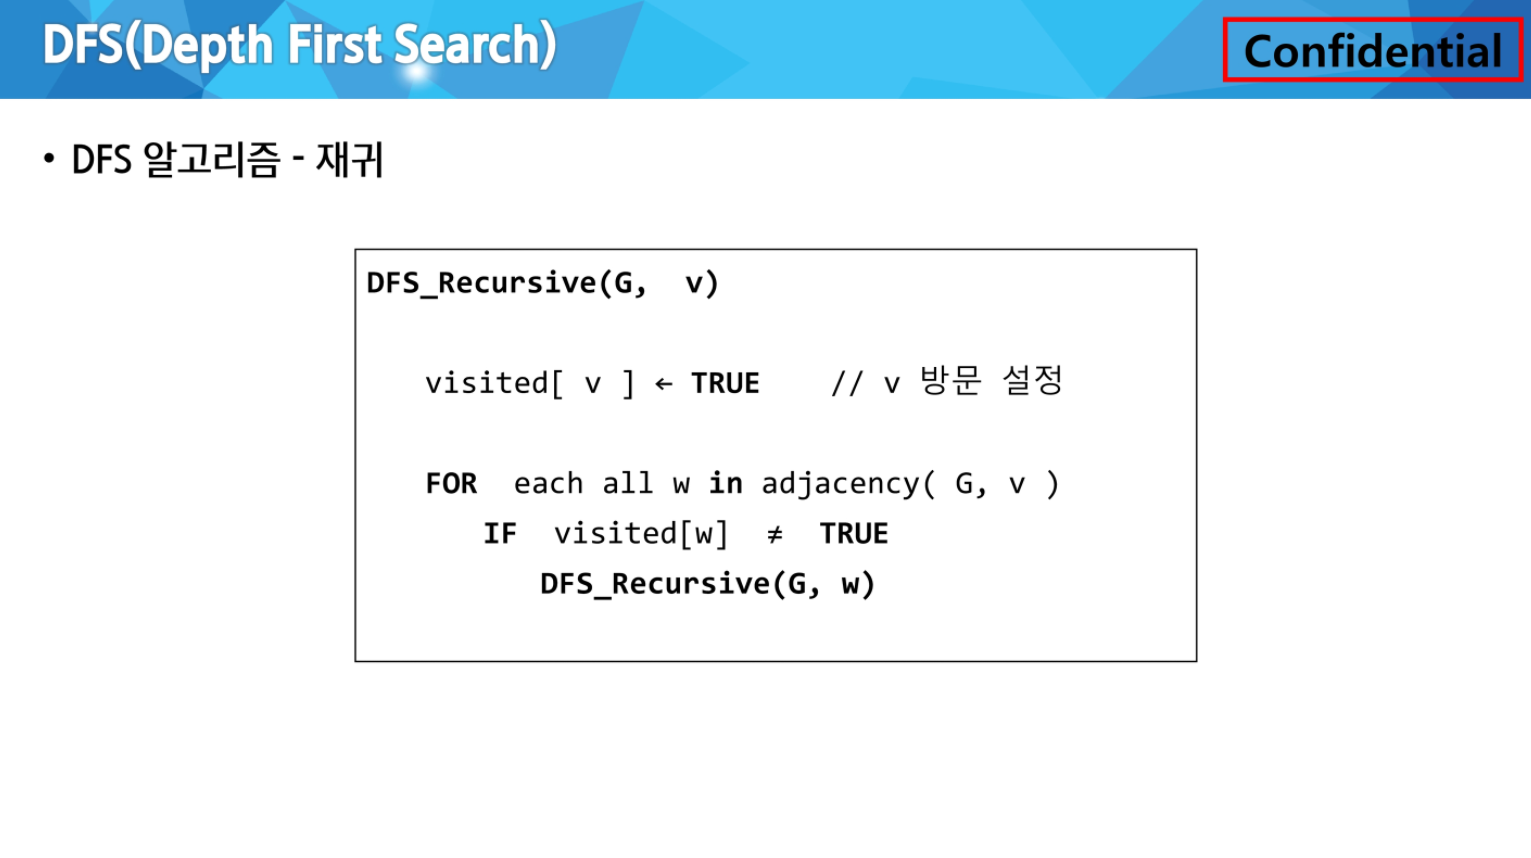 DFS(Depth First Search)
Confidential
• DFS 알고리즘 - 재귀
DFS_Recursive(G, v)
visited[ v ] ← TRUE // v 방문 설정
FOR each all w in adjacency( G, v )
IF visited[w] ≠ TRUE
DFS_Recursive(G, w)